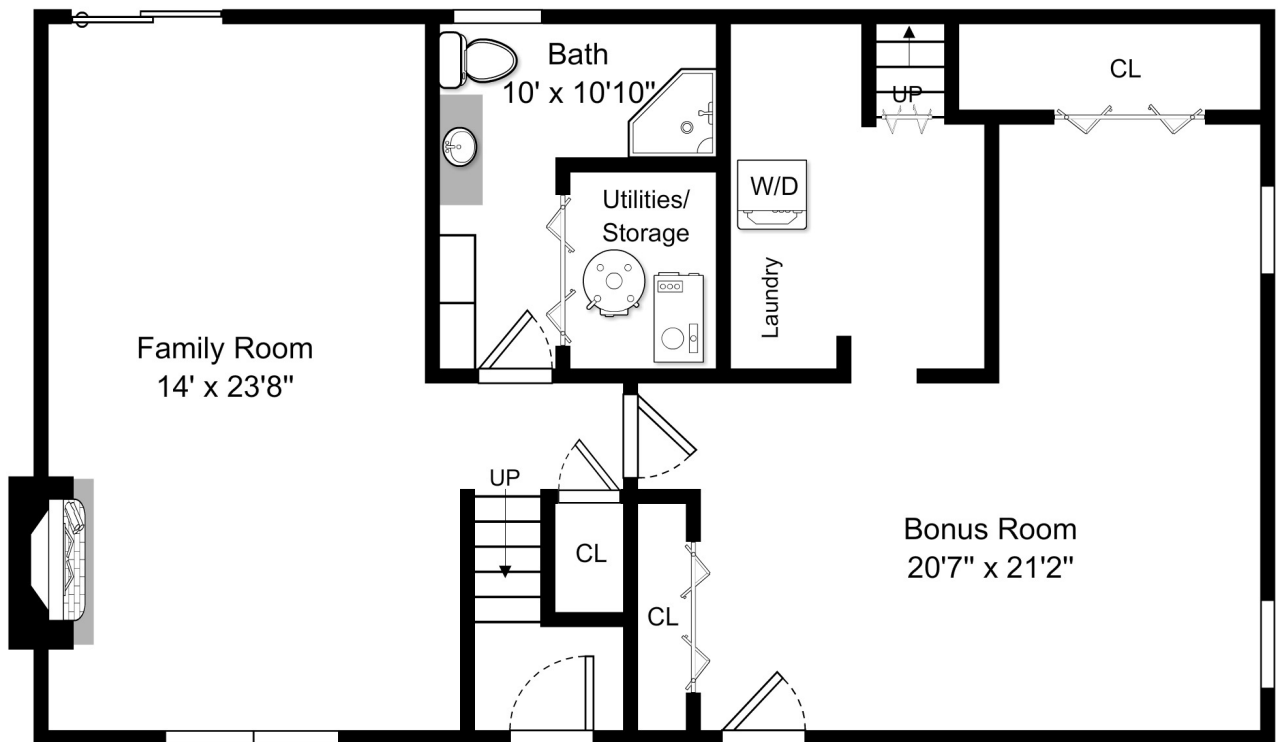 Bath
10' x 10'10"
UP
CL
W/D
Utilities/
Storage
Laundry
Family Room
14' x 23'8"
UP
CL
CL
Bonus Room
20'7" x 21'2"